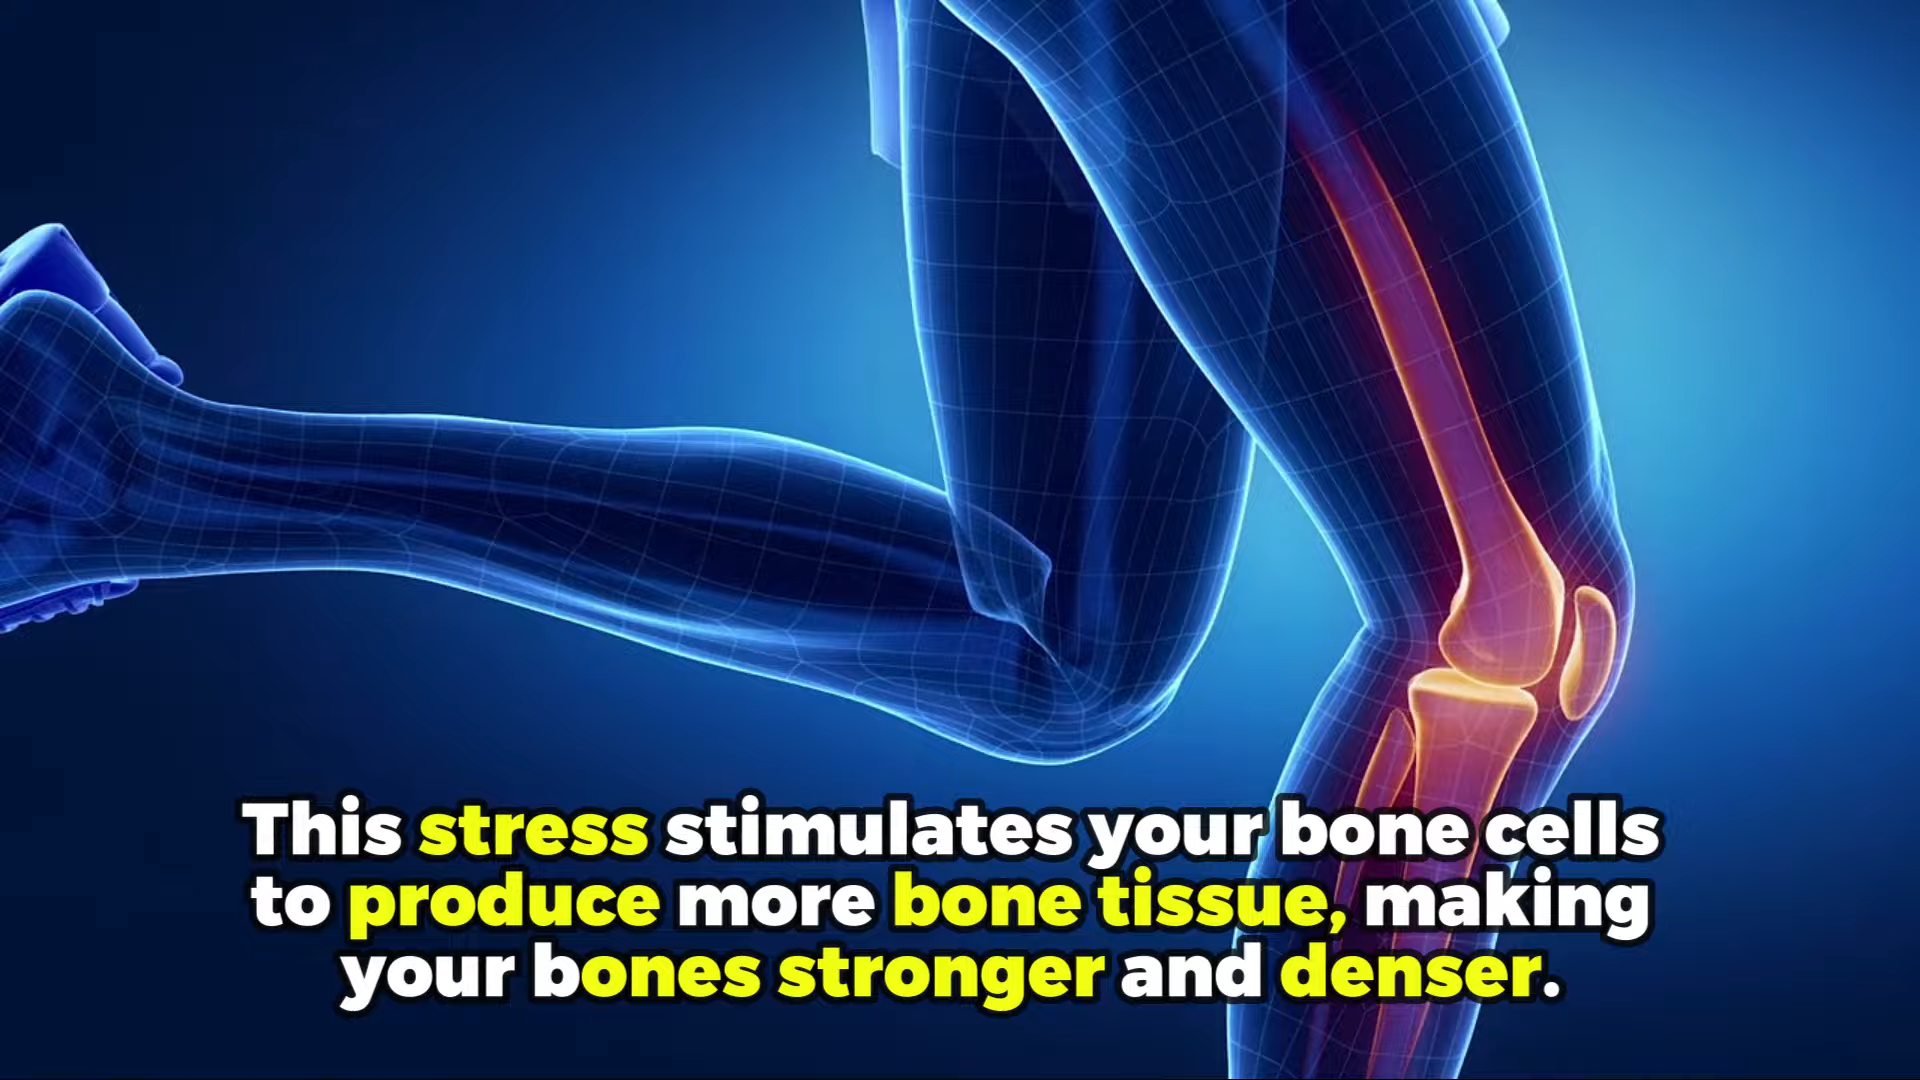 This stress stimulates your bone cells
to produce more bone tissue, making
your bones stronger and denser.